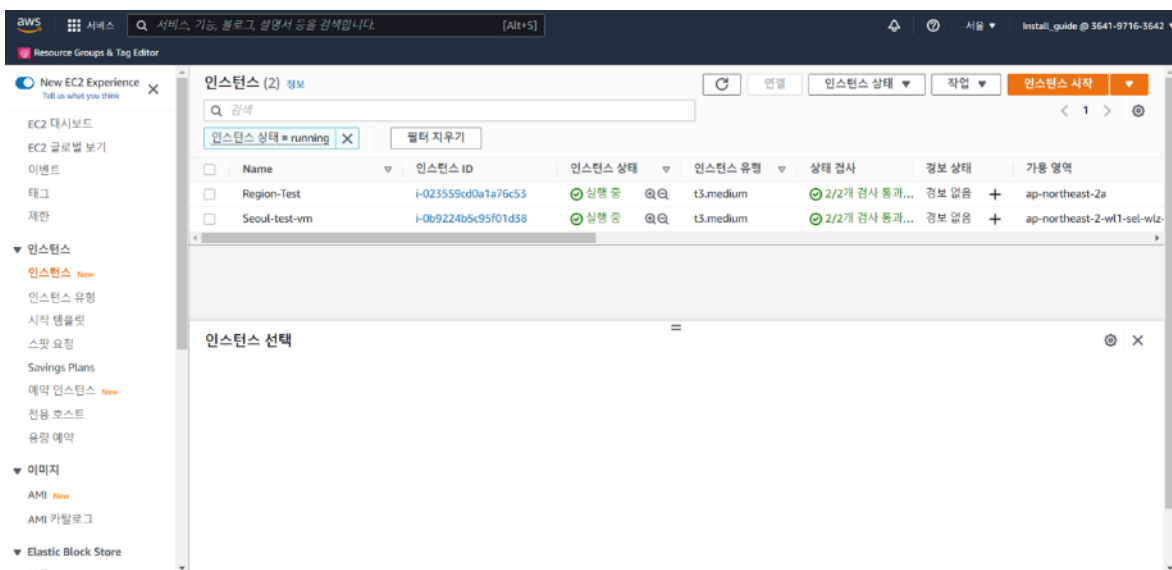 aws 서비스 서비스, 기능, 블로그, 설명서 등을 검색합니다. [Alt+S] 서울 ▼ Install_guide @ 3641-9716-3642
Resource Groups & Tag Editor
New EC2 Experience
Tell us what you think
EC2 대시보드
EC2 글로벌 보기
이벤트
태그
제한
▼ 인스턴스
인스턴스 New
인스턴스 유형
시작 템플릿
스팟 요청
Savings Plans
예약 인스턴스 New
전용 호스트
용량 예약
▼ 이미지
AMI New
AMI 카탈로그
▼ Elastic Block Store
인스턴스 (2) 정보 연결 인스턴스 상태 ▼ 작업 ▼ 인스턴스 시작 ▼
검색 < 1 >
인스턴스 상태 = running X 필터 지우기
Name 인스턴스 ID 인스턴스 상태 인스턴스 유형 상태 검사 경보 상태 가용 영역
Region-Test i-023559cd0a1a76c53 실행 중 t3.medium 2/2개 검사 통과... 경보 없음 + ap-northeast-2a
Seoul-test-vm i-0b9224b5c95f01d38 실행 중 t3.medium 2/2개 검사 통과... 경보 없음 + ap-northeast-2-wl1-sel-wlz-
인스턴스 선택